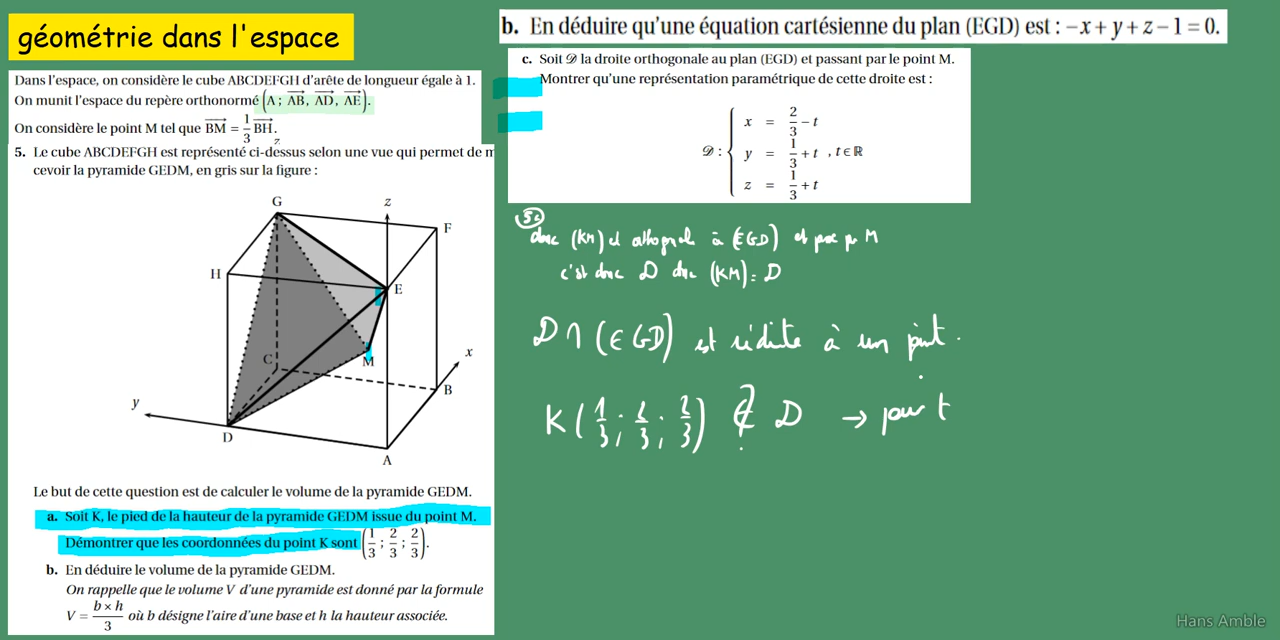 géométrie dans l'espace
Dans l'espace, on considère le cube ABCDEFGH d'arête de longueur égale à 1.
On munit l'espace du repère orthonormé (A ; AB, AD, AE).
On considère le point M tel que BM = 1/3 BH.
z
5. Le cube ABCDEFGH est représenté ci-dessus selon une vue qui permet de
cevoir la pyramide GEDM, en gris sur la figure :
G
z
F
H
E
C
M
x
B
y
D
A
Le but de cette question est de calculer le volume de la pyramide GEDM.
a. Soit K, le pied de la hauteur de la pyramide GEDM issue du point M.
Démontrer que les coordonnées du point K sont (1/3 ; 2/3 ; 2/3).
b. En déduire le volume de la pyramide GEDM.
On rappelle que le volume V d'une pyramide est donné par la formule
V = b × h / 3 où b désigne l'aire d'une base et h la hauteur associée.
b. En déduire qu'une équation cartésienne du plan (EGD) est : −x + y + z − 1 = 0.
c. Soit 𝒟 la droite orthogonale au plan (EGD) et passant par le point M.
Montrer qu'une représentation paramétrique de cette droite est :
x = 2/3 − t
𝒟 : { y = 1/3 + t , t ∈ ℝ
z = 1/3 + t
donc (KM) et orthogonale à (EGD) et passe par M
c'est donc D donc (KM) = D
D ∩ (EGD) est réduite à un point.
K (1/3 ; 2/3 ; 2/3) ∈ D → pour t
?
Hans Amble